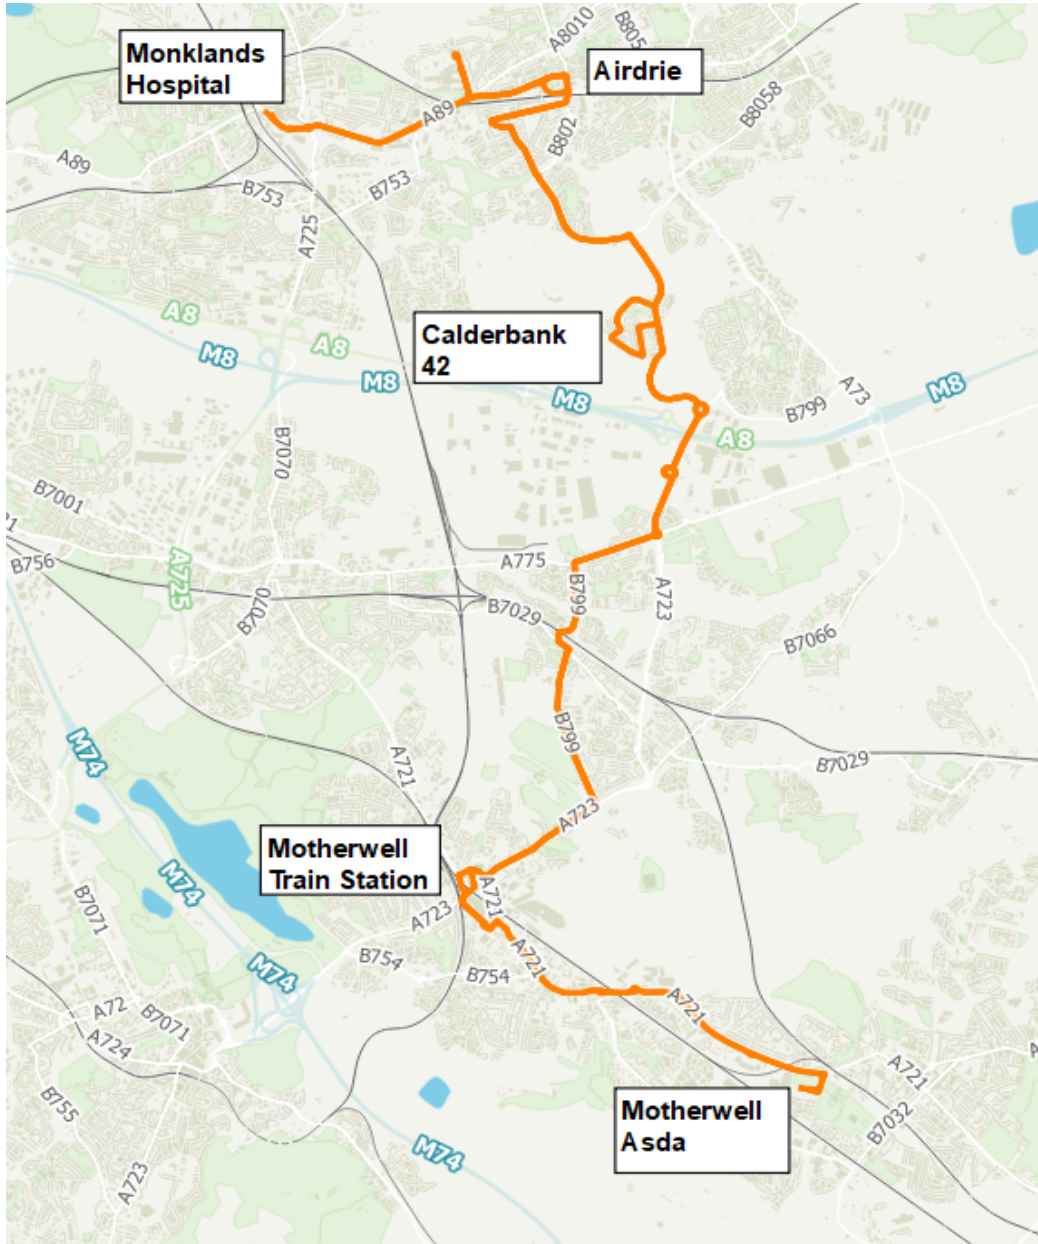 A8010
B805
Monklands
Hospital
Airdrie
A89
B8058
B802
A89
B753
B753
A725
A8
A8
M8
Calderbank
42
M8
M8
A73
M8
B799
A8
B7070
B7001
B756
A725
A775
B799
A723
B7070
B7029
B7066
A721
B799
M74
B7029
A723
Motherwell
Train Station
M74
A721
B7071
A723
A721
B754
B754
M74
A721
A72
B7071
A724
A721
B755
Motherwell
Asda
B7032
M74
A723